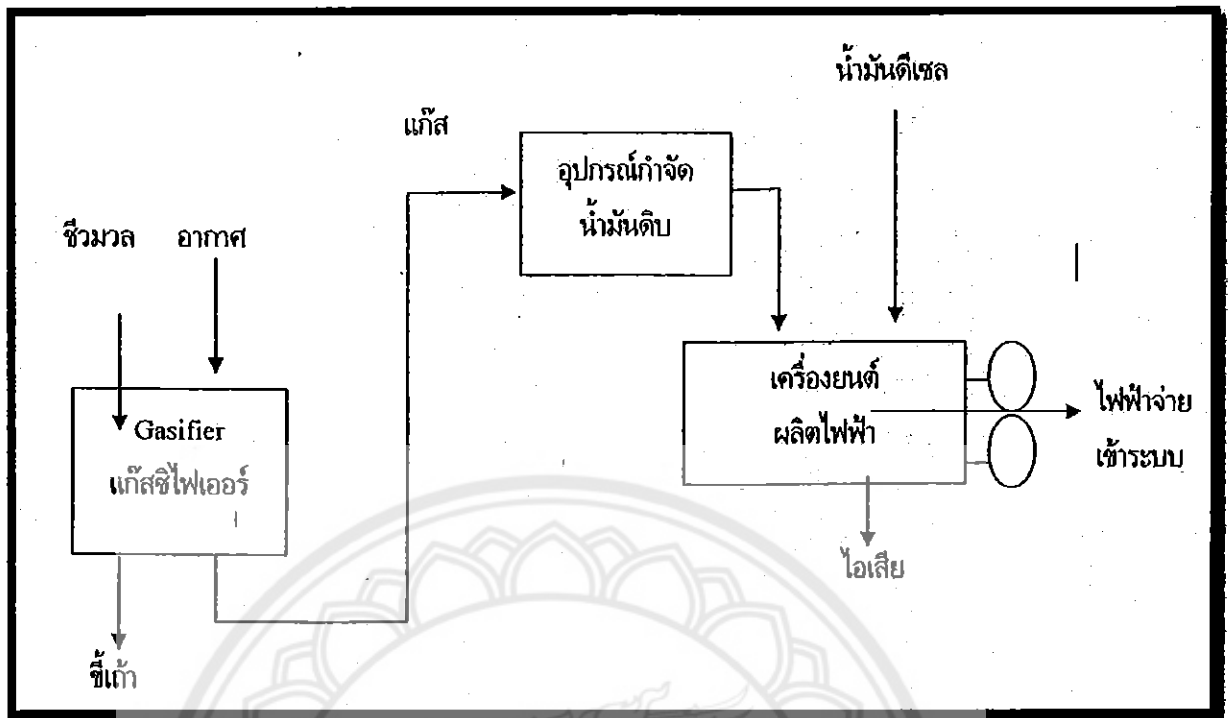 น้ำมันดีเซล
แก๊ส
อุปกรณ์กำจัด
น้ำมันดิบ
ชีวมวล
อากาศ
เครื่องยนต์
ผลิตไฟฟ้า
ไฟฟ้าจ่าย
เข้าระบบ
Gasifier
แก๊สซิไฟเออร์
ไอเสีย
ขี้เถ้า